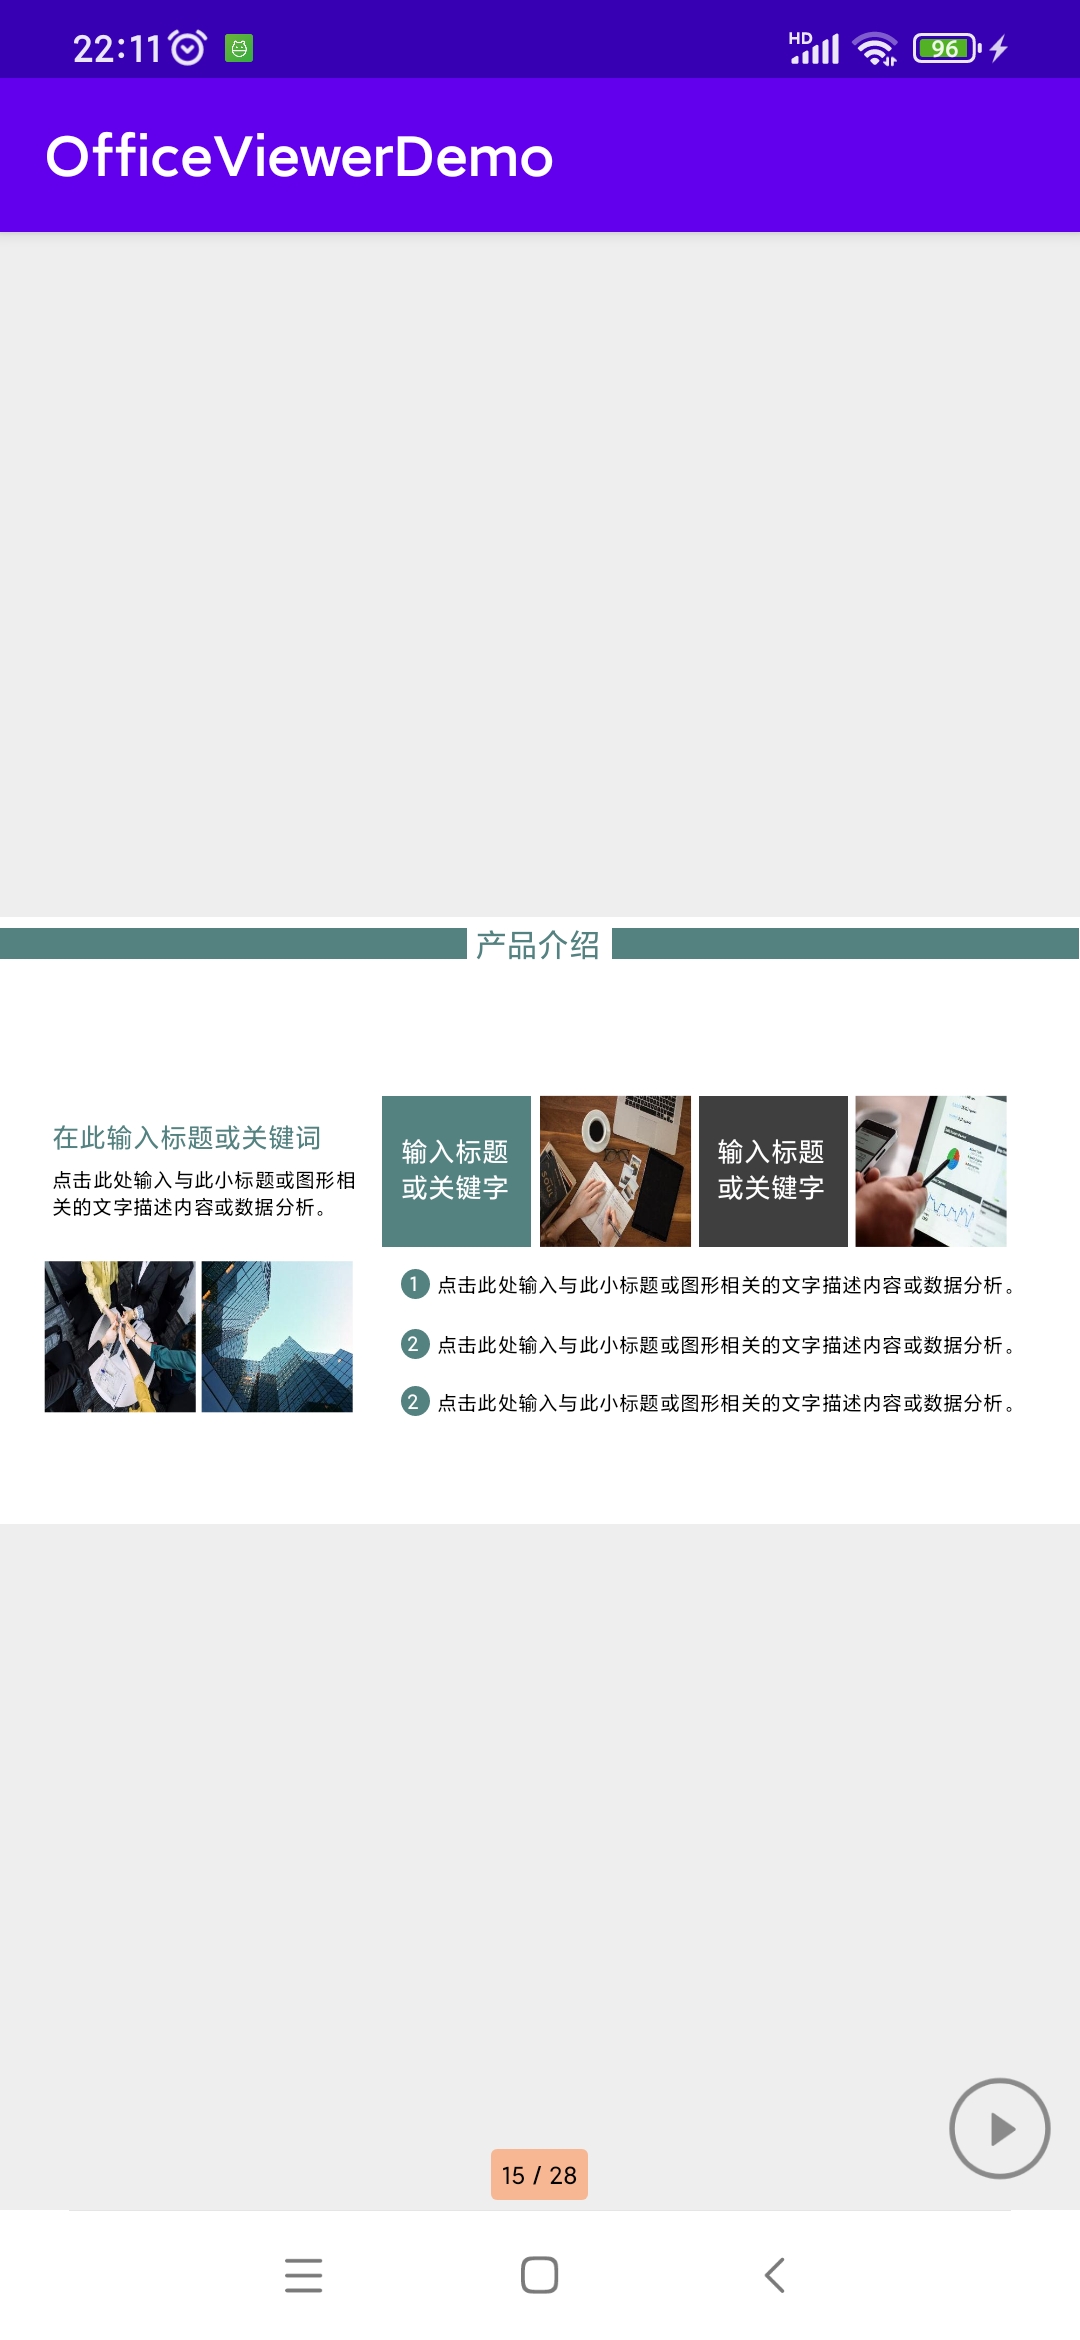 22:11
HD
96
OfficeViewerDemo
产品介绍
在此输入标题或关键词
点击此处输入与此小标题或图形相
关的文字描述内容或数据分析。
输入标题
或关键字
输入标题
或关键字
1 点击此处输入与此小标题或图形相关的文字描述内容或数据分析。
2 点击此处输入与此小标题或图形相关的文字描述内容或数据分析。
2 点击此处输入与此小标题或图形相关的文字描述内容或数据分析。
15 / 28